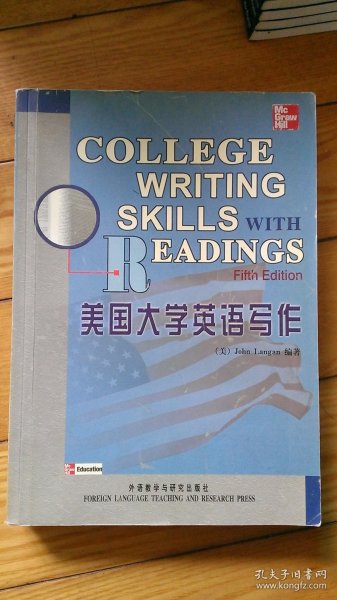 Mc
Graw
Hill
COLLEGE
WRITING
SKILLS WITH
READINGS
Fifth Edition
美国大学英语写作
(美) John Langan 编著
Education
外语教学与研究出版社
FOREIGN LANGUAGE TEACHING AND RESEARCH PRESS
孔夫子旧书网
www.kongfz.com